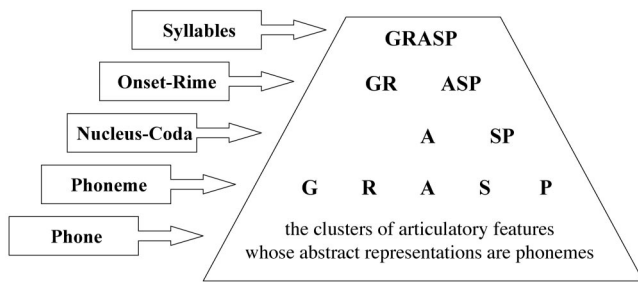 Syllables
GRASP
Onset-Rime
GR ASP
Nucleus-Coda
A SP
Phoneme
G R A S P
Phone
the clusters of articulatory features
whose abstract representations are phonemes